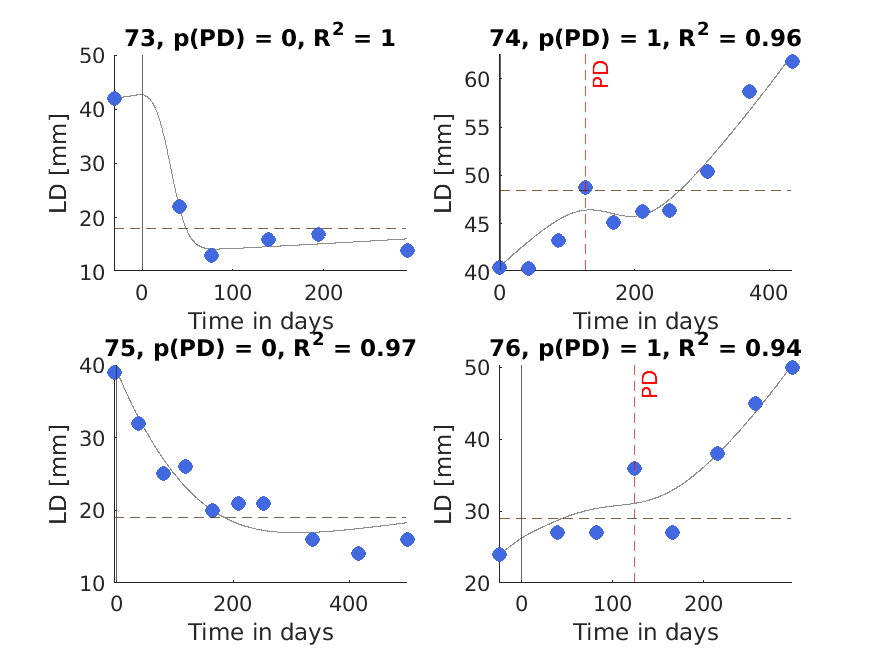 73, p(PD) = 0, R² = 1
50
40
30
20
10
LD [mm]
0 100 200
Time in days
74, p(PD) = 1, R² = 0.96
PD
60
55
50
45
40
LD [mm]
0 200 400
Time in days
75, p(PD) = 0, R² = 0.97
40
30
20
10
LD [mm]
0 200 400
Time in days
76, p(PD) = 1, R² = 0.94
PD
50
40
30
20
LD [mm]
0 100 200
Time in days